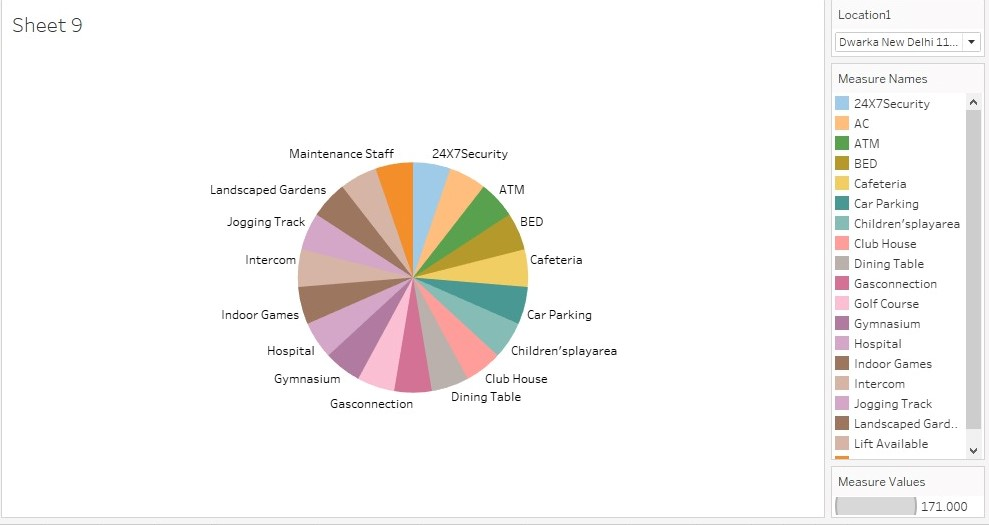 Sheet 9
Maintenance Staff
24X7Security
Landscaped Gardens
ATM
Jogging Track
BED
Intercom
Cafeteria
Indoor Games
Car Parking
Hospital
Children'splayarea
Gymnasium
Club House
Gasconnection
Dining Table
Location1
Dwarka New Delhi 11...
Measure Names
24X7Security
AC
ATM
BED
Cafeteria
Car Parking
Children'splayarea
Club House
Dining Table
Gasconnection
Golf Course
Gymnasium
Hospital
Indoor Games
Intercom
Jogging Track
Landscaped Gard..
Lift Available
Measure Values
171.000